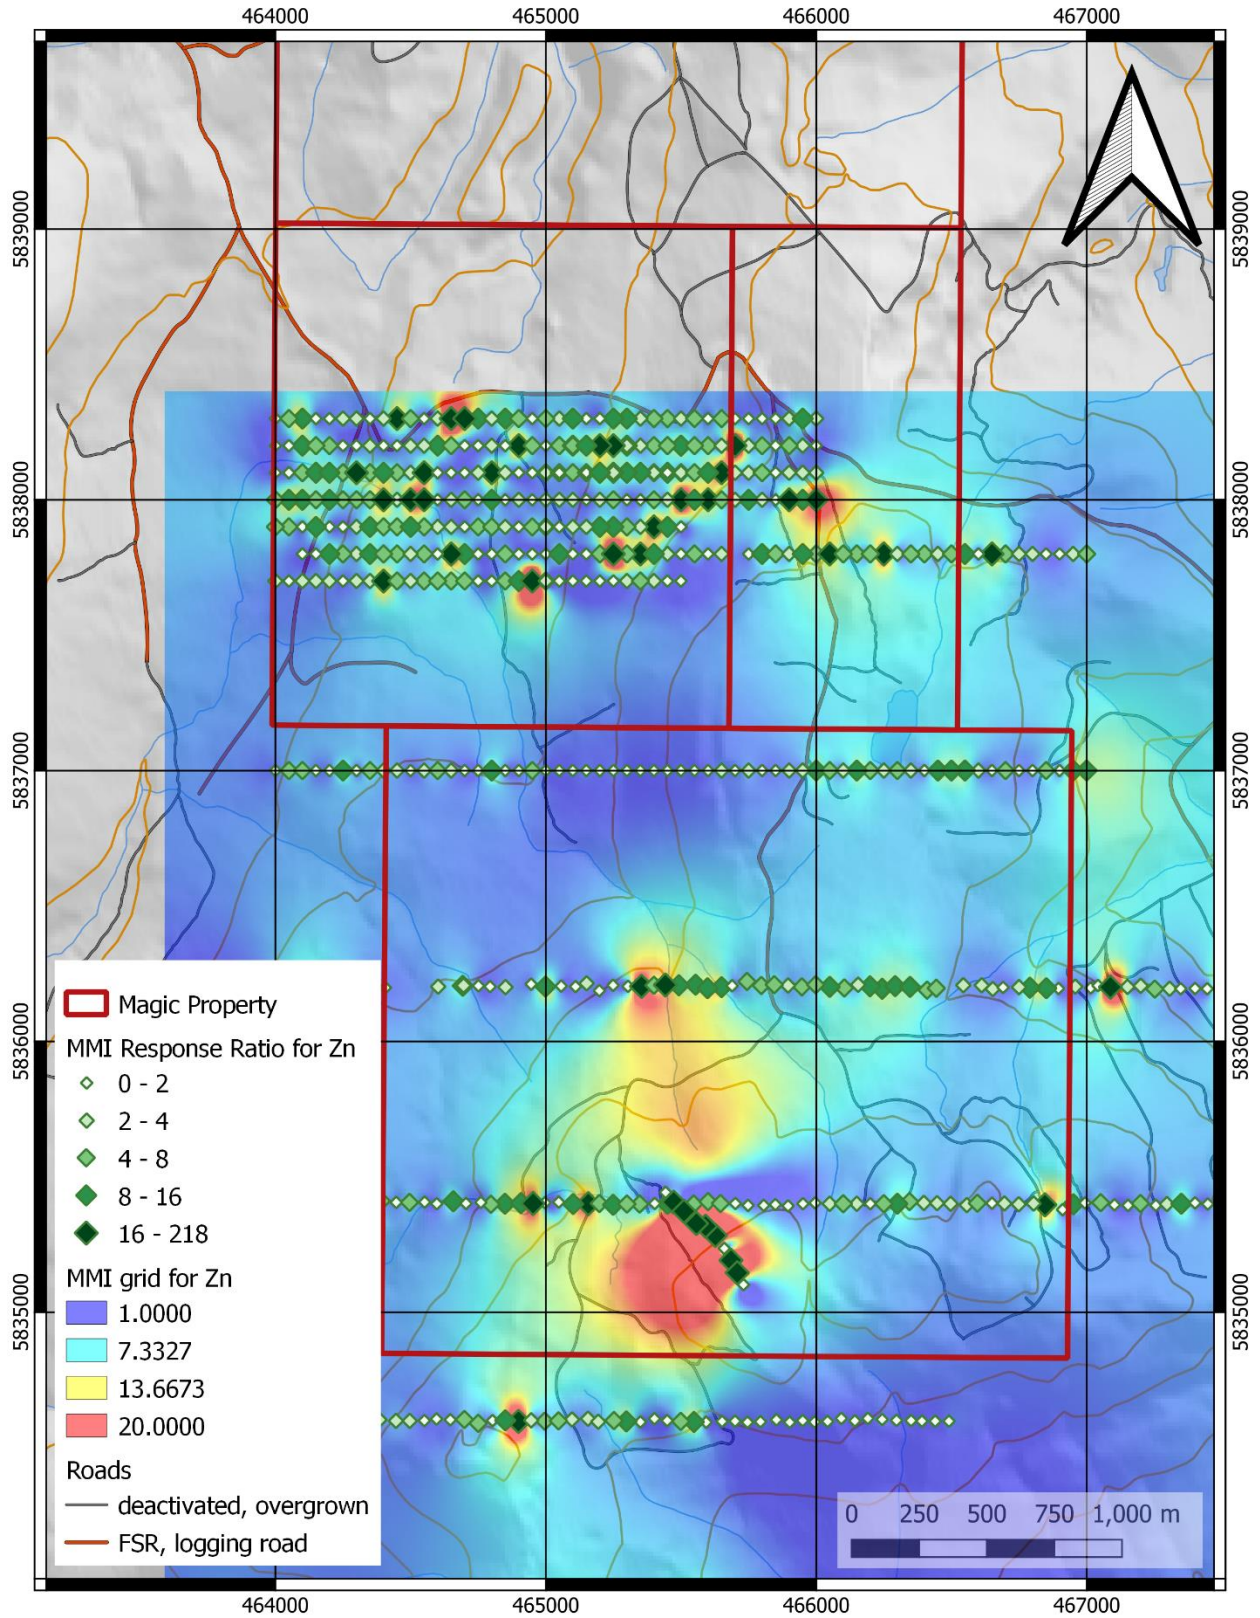 464000 465000 466000 467000
5839000 5839000
5838000 5838000
5837000 5837000
5836000 5836000
5835000 5835000
Magic Property
MMI Response Ratio for Zn
0 - 2
2 - 4
4 - 8
8 - 16
16 - 218
MMI grid for Zn
1.0000
7.3327
13.6673
20.0000
Roads
deactivated, overgrown
FSR, logging road
0 250 500 750 1,000 m
464000 465000 466000 467000